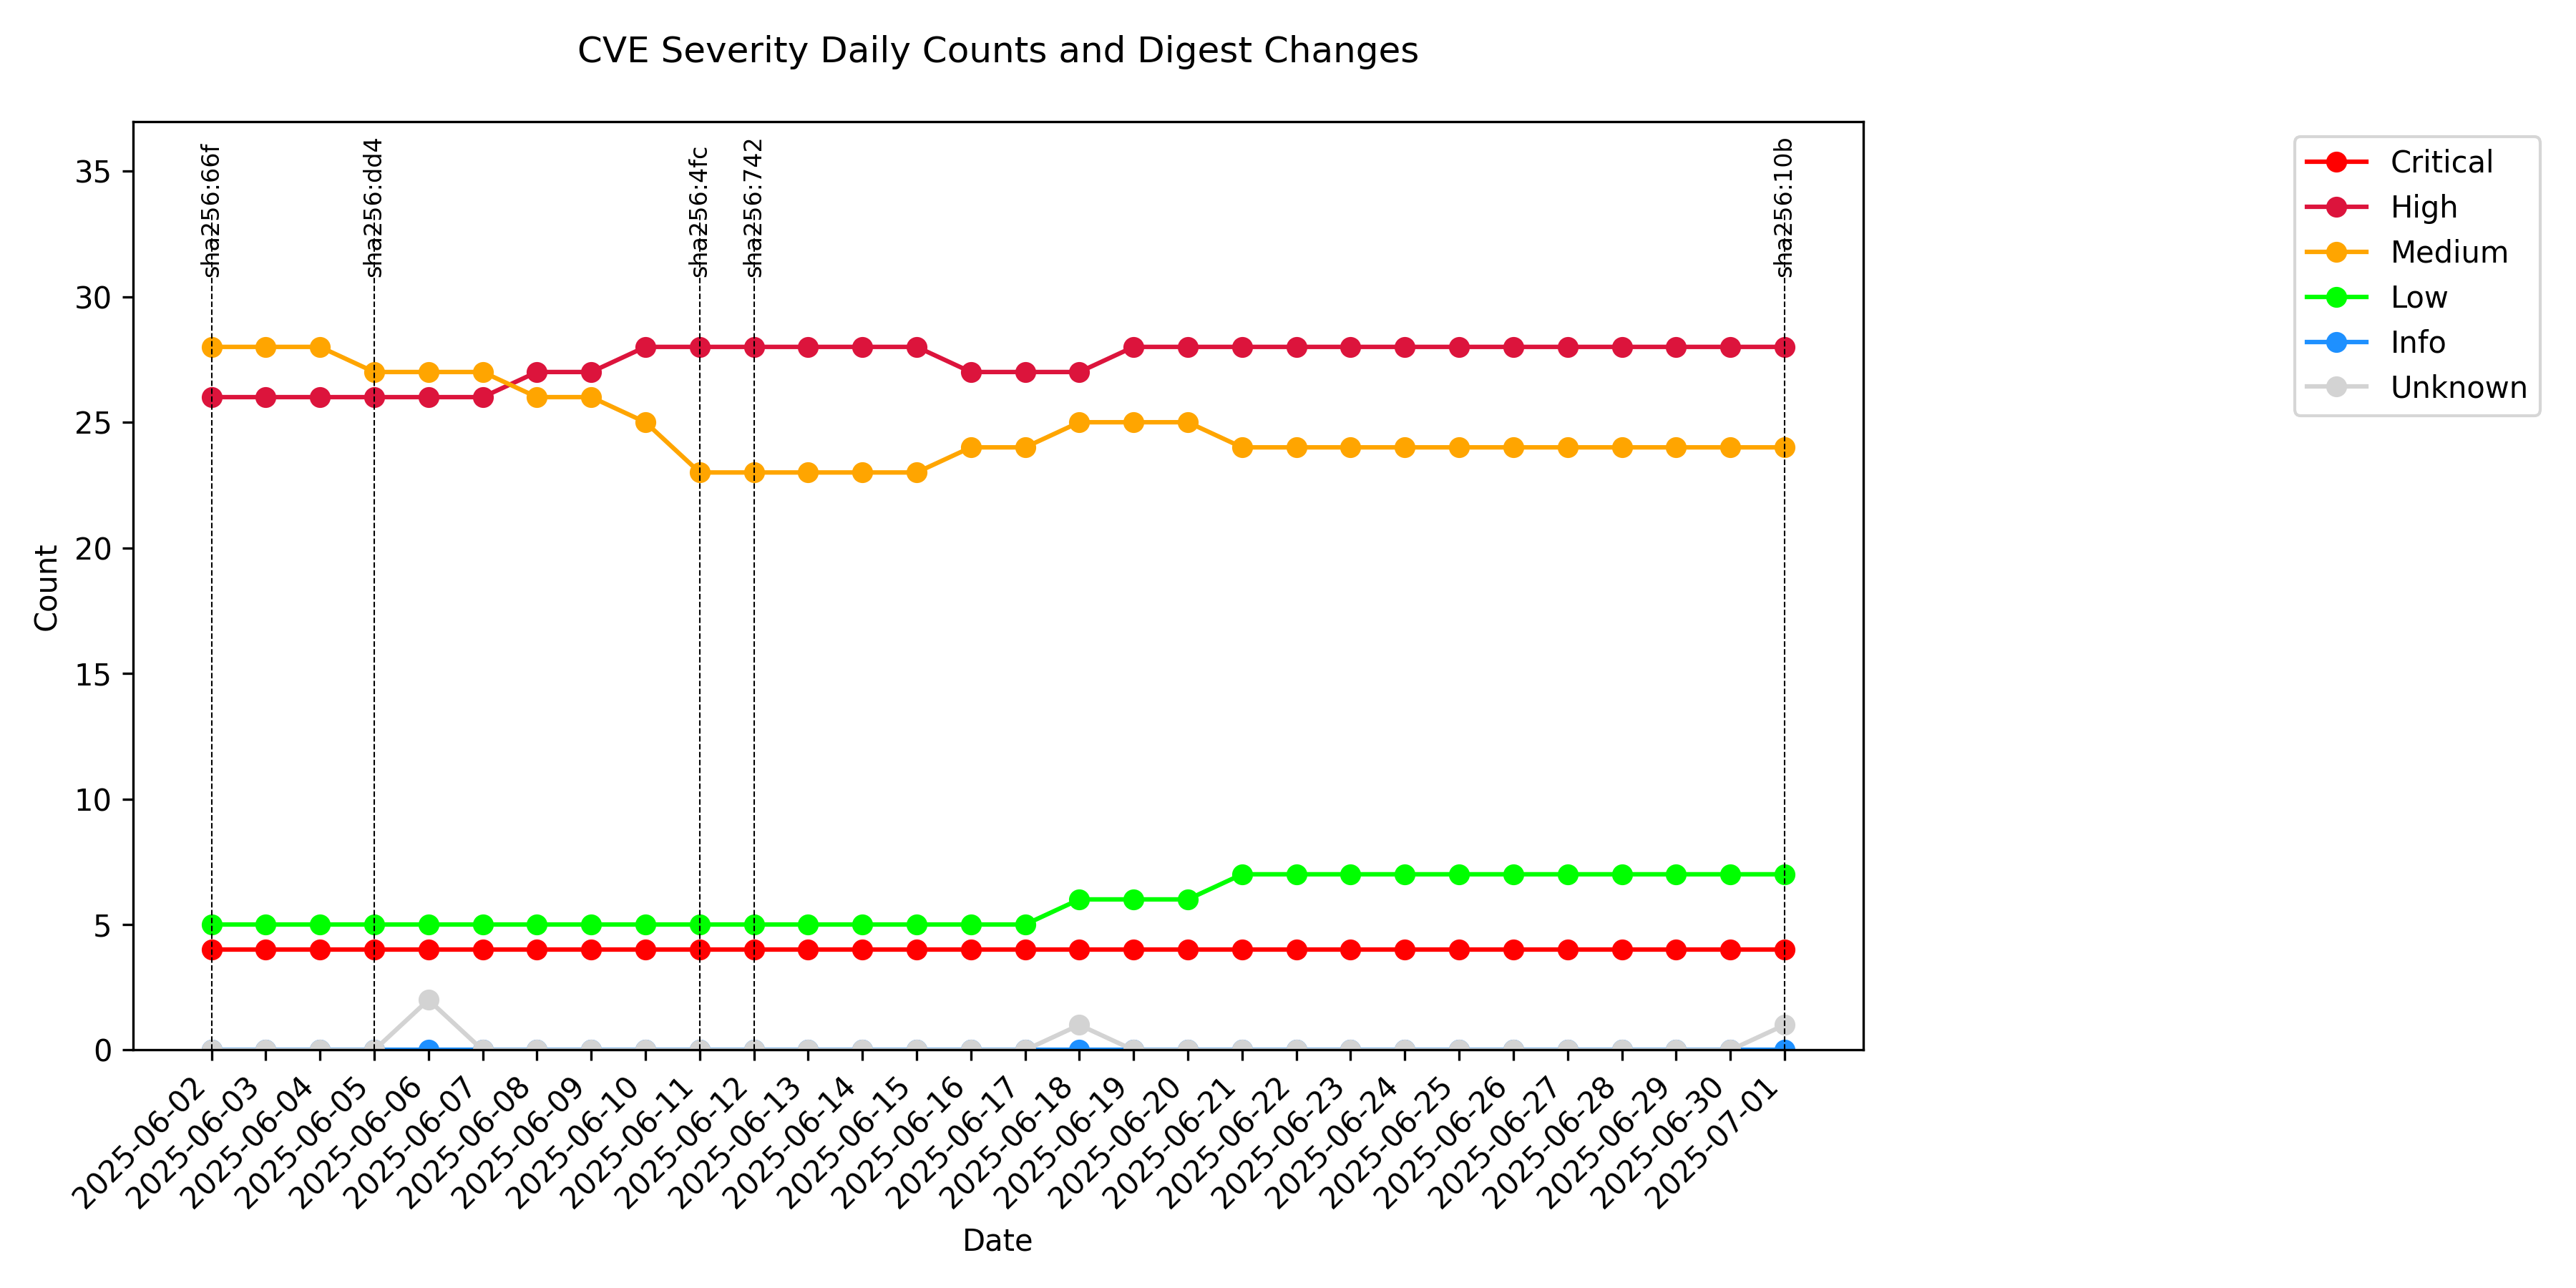 CVE Severity Daily Counts and Digest Changes
sha256:66f
sha256:dd4
sha256:4fc
sha256:742
sha256:10b
Critical
High
Medium
Low
Info
Unknown
Count
35
30
25
20
15
10
5
0
2025-06-02
2025-06-03
2025-06-04
2025-06-05
2025-06-06
2025-06-07
2025-06-08
2025-06-09
2025-06-10
2025-06-11
2025-06-12
2025-06-13
2025-06-14
2025-06-15
2025-06-16
2025-06-17
2025-06-18
2025-06-19
2025-06-20
2025-06-21
2025-06-22
2025-06-23
2025-06-24
2025-06-25
2025-06-26
2025-06-27
2025-06-28
2025-06-29
2025-06-30
2025-07-01
Date